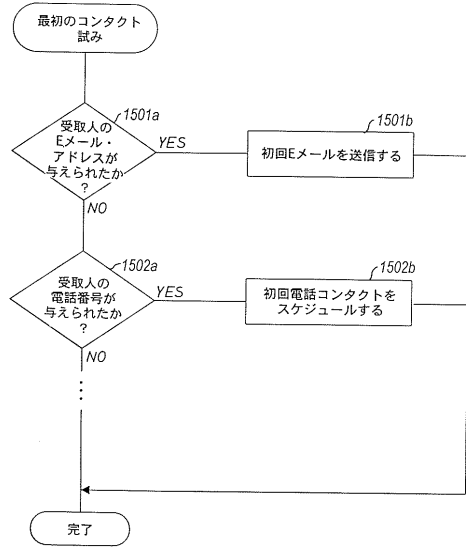 最初のコンタクト
試み
1501a
受取人の
Eメール・
アドレスが
与えられたか
?
YES
1501b
初回Eメールを送信する
NO
1502a
受取人の
電話番号が
与えられたか
?
YES
1502b
初回電話コンタクトを
スケジュールする
NO
完了